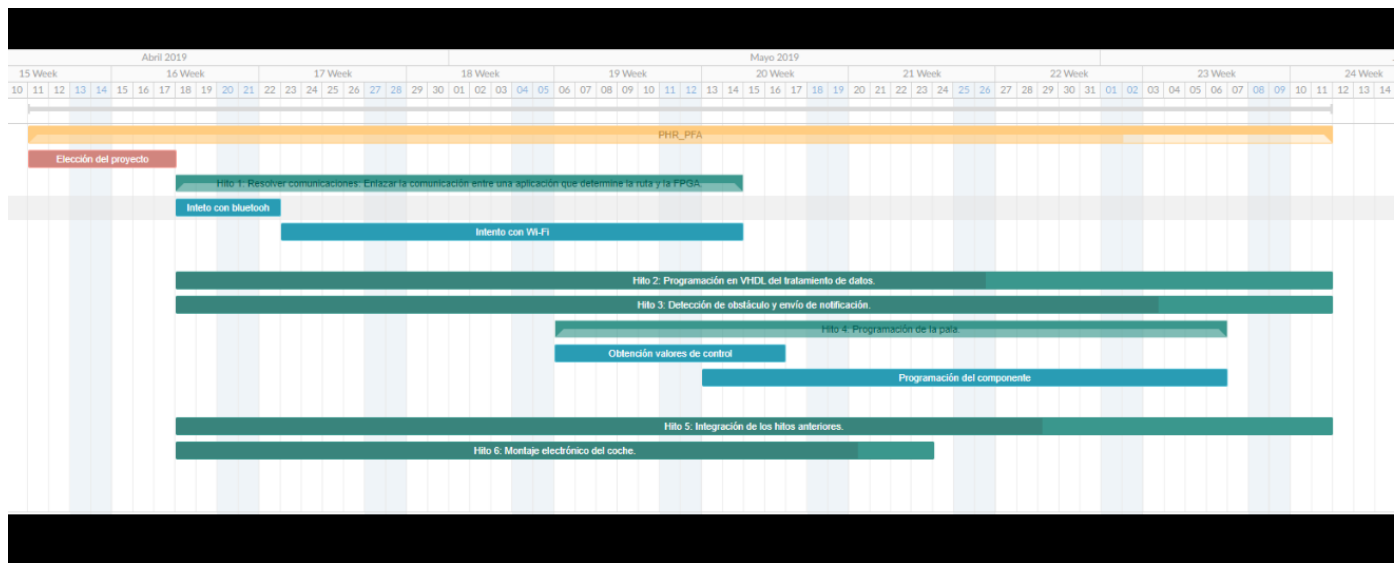 Abril 2019 Mayo 2019
15 Week 16 Week 17 Week 18 Week 19 Week 20 Week 21 Week 22 Week 23 Week 24 Week
10 11 12 13 14 15 16 17 18 19 20 21 22 23 24 25 26 27 28 29 30 01 02 03 04 05 06 07 08 09 10 11 12 13 14 15 16 17 18 19 20 21 22 23 24 25 26 27 28 29 30 31 01 02 03 04 05 06 07 08 09 10 11 12 13 14
PHR_PFA
Elección del proyecto
Hito 1: Resolver comunicaciones: Enlazar la comunicación entre una aplicación que determine la ruta y la FPGA.
Inteto con bluetooh
Intento con Wi-Fi
Hito 2: Programación en VHDL del tratamiento de datos.
Hito 3: Detección de obstáculo y envío de notificación.
Hito 4: Programación de la pala.
Obtención valores de control
Programación del componente
Hito 5: Integración de los hitos anteriores.
Hito 6: Montaje electrónico del coche.